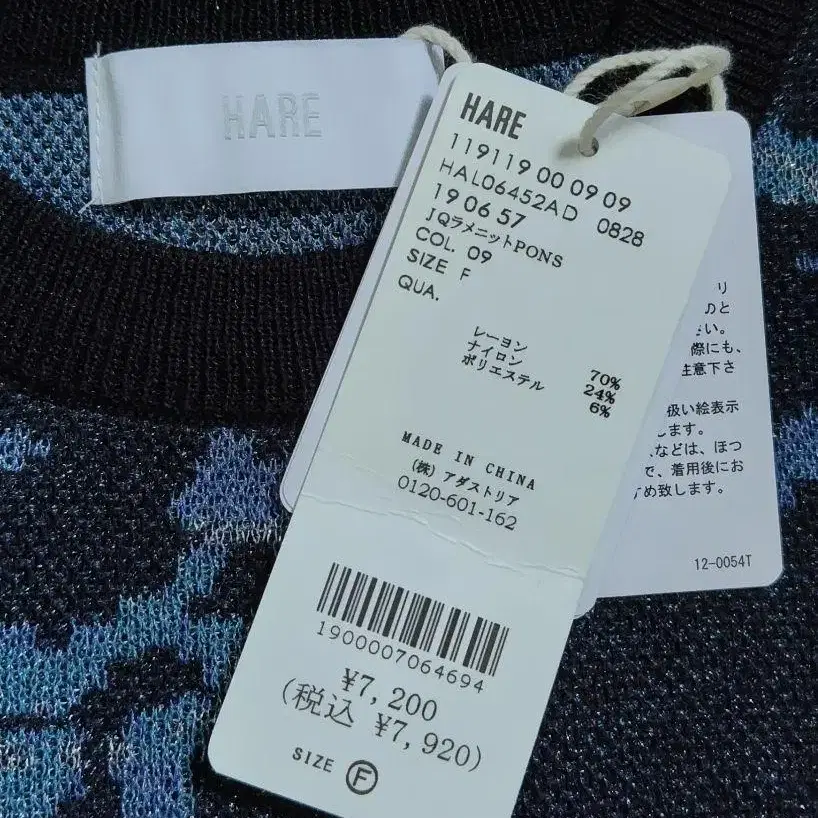 HARE
HARE
119119 00 09 09
HAL06452AD 0828
19 06 57
JQラメニットPONS
COL. 09
SIZE F
QUA.
レーヨン 70%
ナイロン 24%
ポリエステル 6%
MADE IN CHINA
(株) アダストリア
0120-601-162
1900007064694
¥7,200
(税込 ¥7,920)
SIZE F
リ
のと
い。
際にも、
注意下さ
扱い絵表示
します。
などは、ほつ
で、着用後にお
すめ致します。
12-0054T